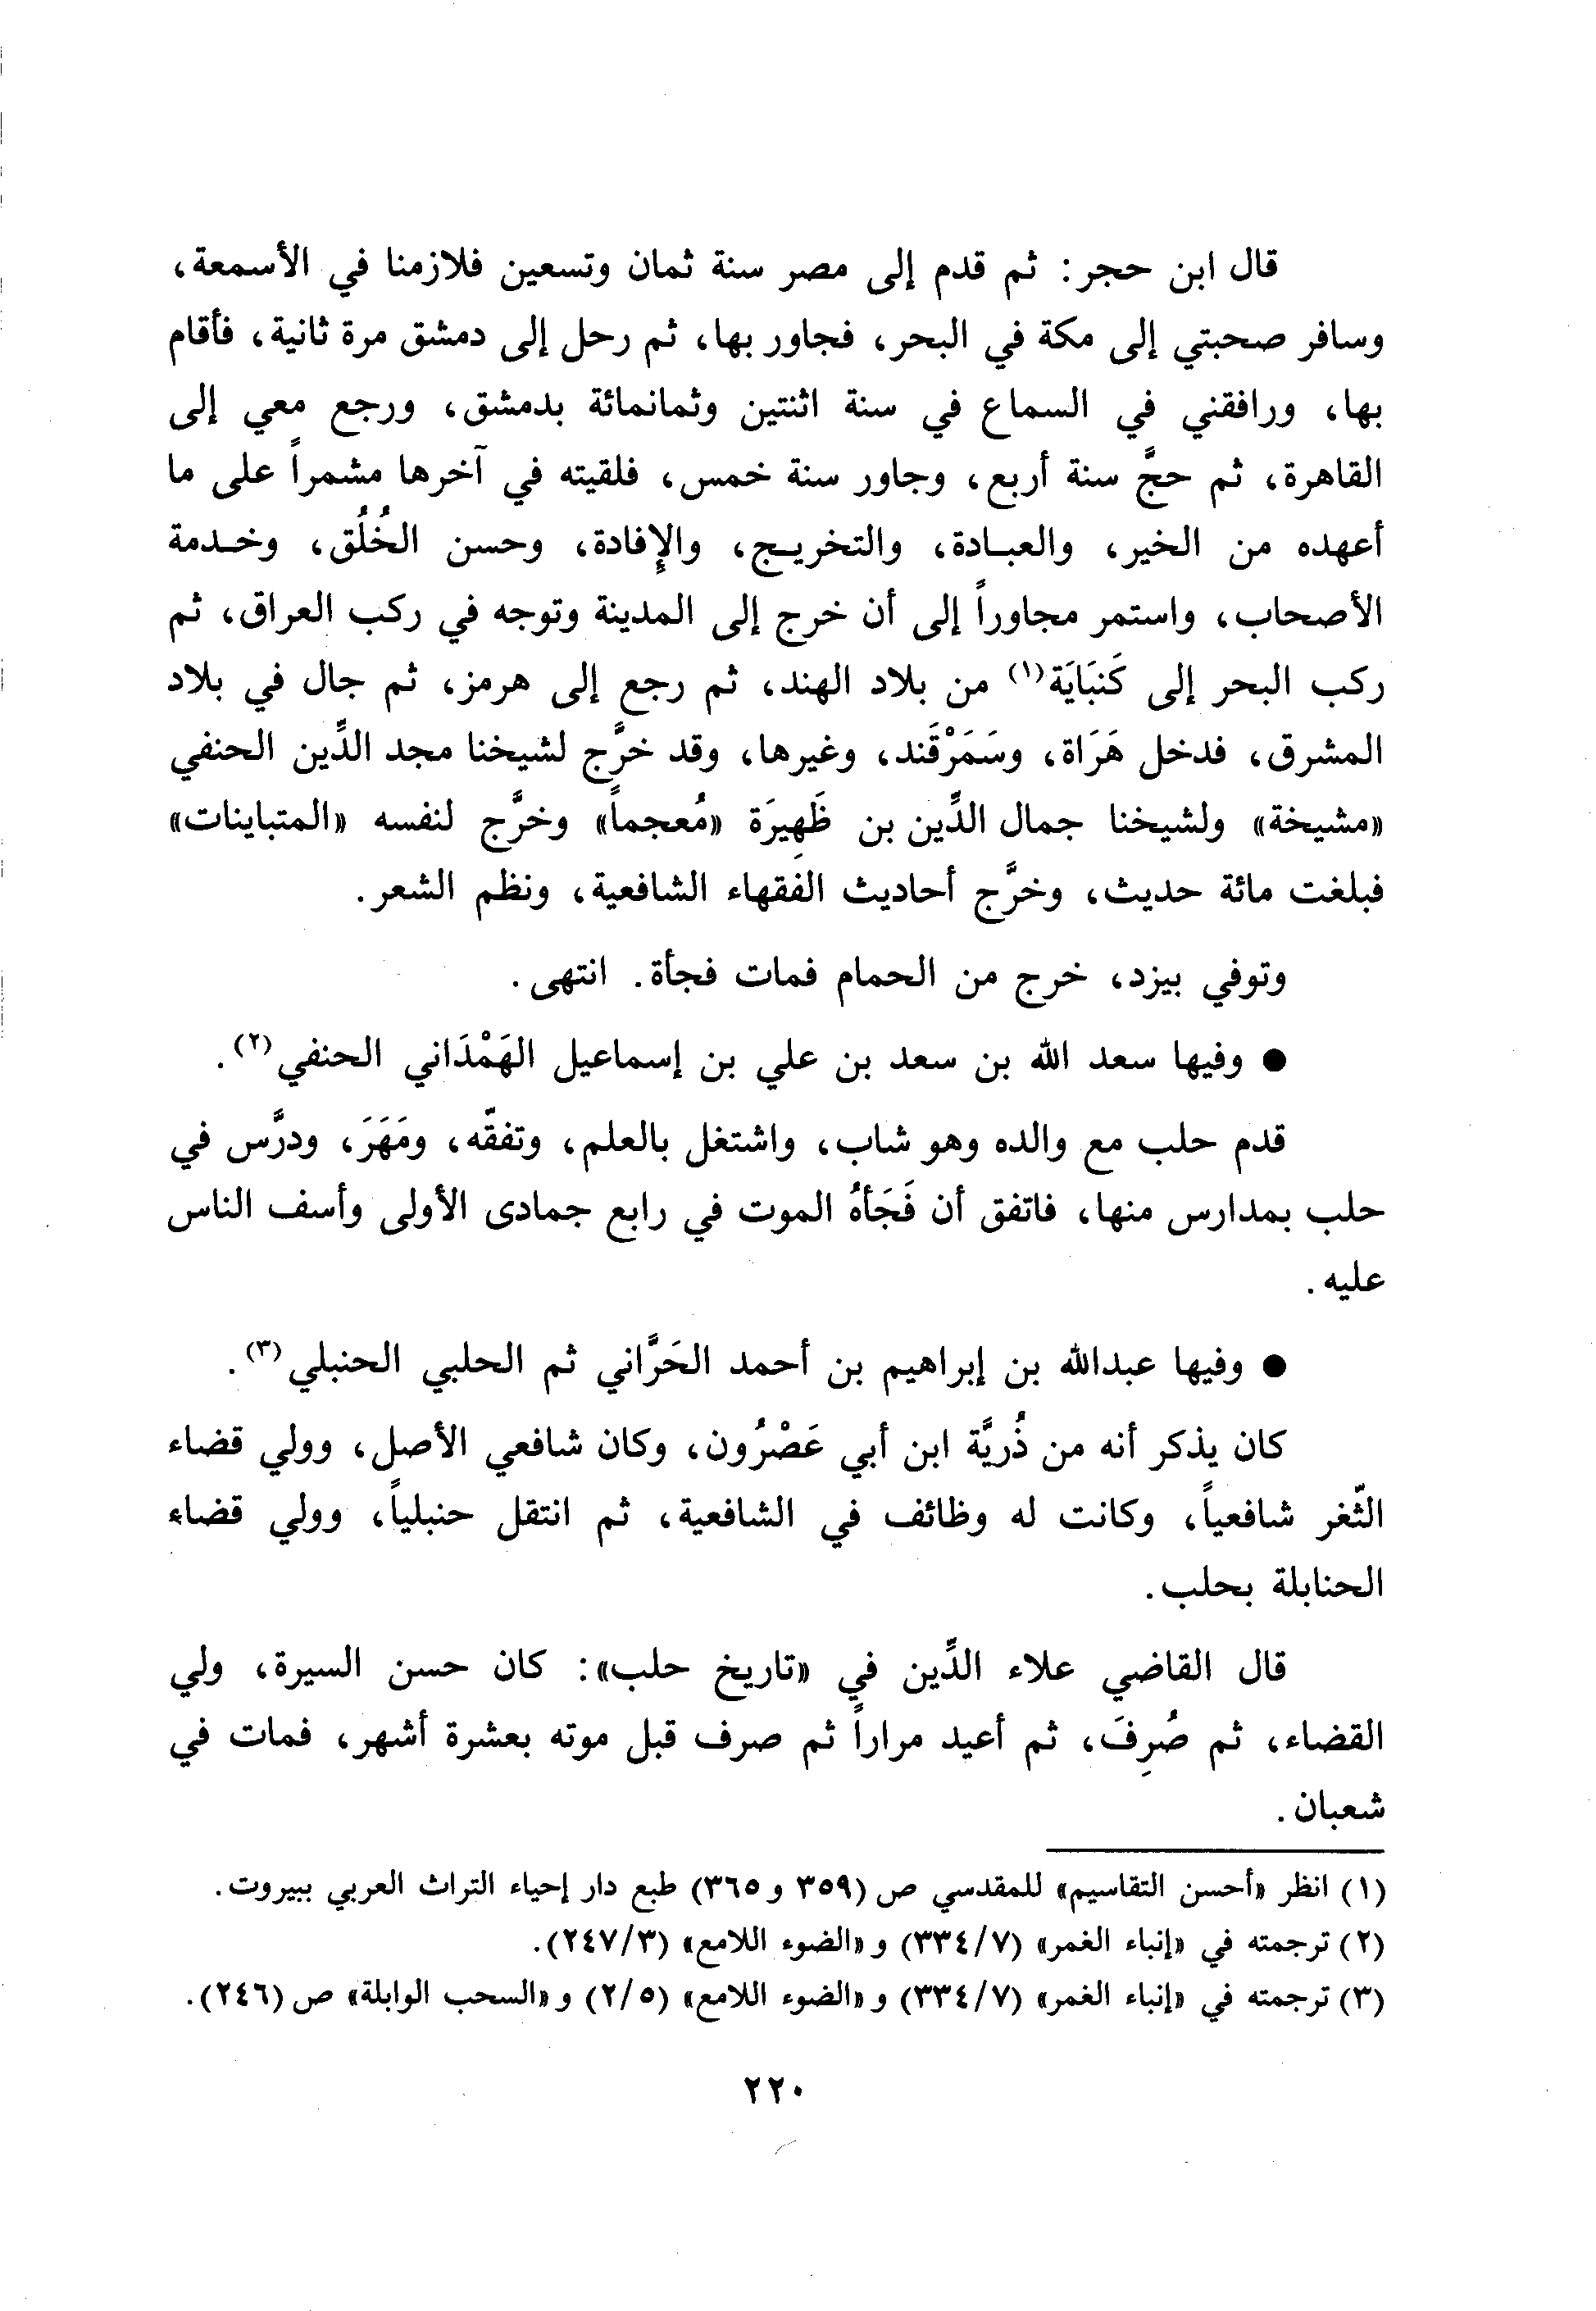 قال ابن حجر: ثم قدم إلى مصر سنة ثمان وتسعين فلازمنا في الأسمعة،
وسافر صحبتي إلى مكة في البحر، فجاور بها، ثم رحل إلى دمشق مرة ثانية، فأقام
بها، ورافقني في السماع في سنة اثنتين وثمانمائة بدمشق، ورجع معي إلى
القاهرة، ثم حجَّ سنة أربع، وجاور سنة خمس، فلقيته في آخرها مشمراً على ما
أعهده من الخير، والعبادة، والتخريج، والإفادة، وحسن الخُلُق، وخدمة
الأصحاب، واستمر مجاوراً إلى أن خرج إلى المدينة وتوجه في ركب العراق، ثم
ركب البحر إلى كَنبَايَة(١) من بلاد الهند، ثم رجع إلى هرمز، ثم جال في بلاد
المشرق، فدخل هَرَاة، وسَمَرْقَند، وغيرها، وقد خرَّج لشيخنا مجد الدِّين الحنفي
«مشيخة» ولشيخنا جمال الدِّين بن ظَهِيرَة «مُعجماً» وخرَّج لنفسه «المتباينات»
فبلغت مائة حديث، وخرَّج أحاديث الفقهاء الشافعية، ونظم الشعر.
وتوفي بيزد، خرج من الحمام فمات فجأة. انتهى.
● وفيها سعد الله بن سعد بن علي بن إسماعيل الهَمْدَاني الحنفي(٢).
قدم حلب مع والده وهو شاب، واشتغل بالعلم، وتفقّه، ومَهَرَ، ودرَّس في
حلب بمدارس منها، فاتفق أن فَجَأهُ الموت في رابع جمادى الأولى وأسف الناس
عليه.
● وفيها عبدالله بن إبراهيم بن أحمد الحَرَّاني ثم الحلبي الحنبلي(٣).
كان يذكر أنه من ذُريَّة ابن أبي عَصْرُون، وكان شافعي الأصل، وولي قضاء
الثّغر شافعياً، وكانت له وظائف في الشافعية، ثم انتقل حنبلياً، وولي قضاء
الحنابلة بحلب.
قال القاضي علاء الدِّين في «تاريخ حلب»: كان حسن السيرة، ولي
القضاء، ثم صُرِفَ، ثم أعيد مراراً ثم صرف قبل موته بعشرة أشهر، فمات في
شعبان.
(١) انظر «أحسن التقاسيم» للمقدسي ص (٣٥٩ و ٣٦٥) طبع دار إحياء التراث العربي ببيروت.
(٢) ترجمته في «إنباء الغمر» (٣٣٤/٧) و «الضوء اللامع» (٢٤٧/٣).
(٣) ترجمته في «إنباء الغمر» (٣٣٤/٧) و «الضوء اللامع» (٢/٥) و «السحب الوابلة» ص (٢٤٦).
٢٢٠